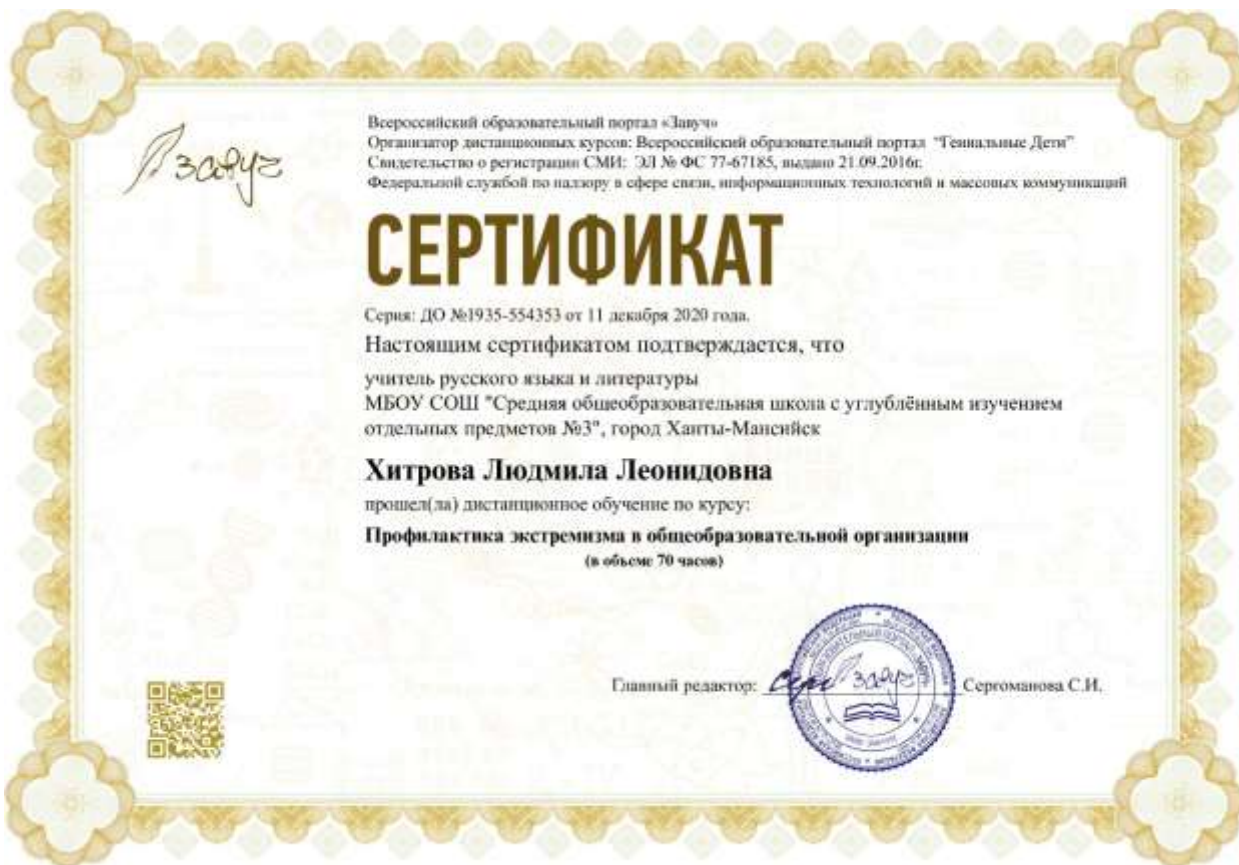 завуч
Всероссийский образовательный портал «Завуч»
Организатор дистанционных курсов: Всероссийский образовательный портал "Гениальные Дети"
Свидетельство о регистрации СМИ: ЭЛ № ФС 77-67185, выдано 21.09.2016г.
Федеральной службой по надзору в сфере связи, информационных технологий и массовых коммуникаций
СЕРТИФИКАТ
Серия: ДО №1935-554353 от 11 декабря 2020 года.
Настоящим сертификатом подтверждается, что
учитель русского языка и литературы
МБОУ СОШ "Средняя общеобразовательная школа с углублённым изучением
отдельных предметов №3", город Ханты-Мансийск
Хитрова Людмила Леонидовна
прошел(ла) дистанционное обучение по курсу:
Профилактика экстремизма в общеобразовательной организации
(в объеме 70 часов)
Главный редактор: завуч Сергоманова С.И.